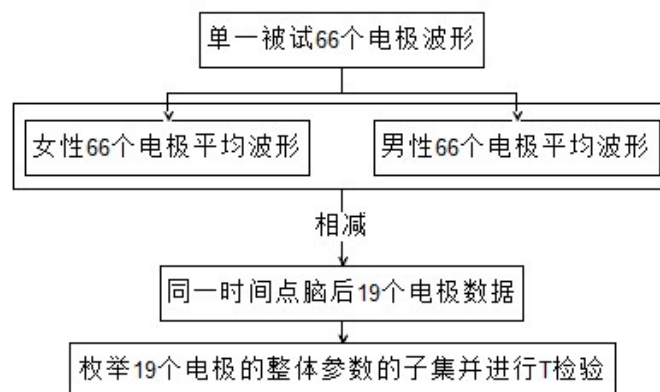 单一被试66个电极波形
女性66个电极平均波形
男性66个电极平均波形
相减
同一时间点脑后19个电极数据
枚举19个电极的整体参数的子集并进行T检验